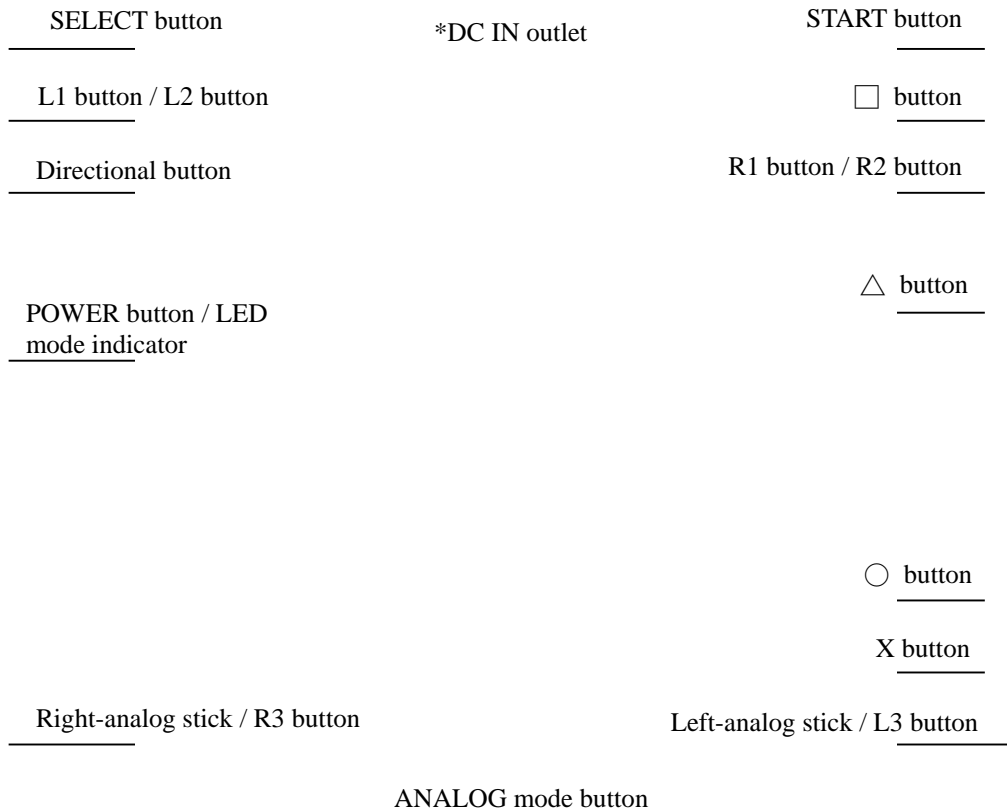 SELECT button
*DC IN outlet
START button
L1 button / L2 button
□ button
Directional button
R1 button / R2 button
△ button
POWER button / LED
mode indicator
○ button
X button
Right-analog stick / R3 button
Left-analog stick / L3 button
ANALOG mode button